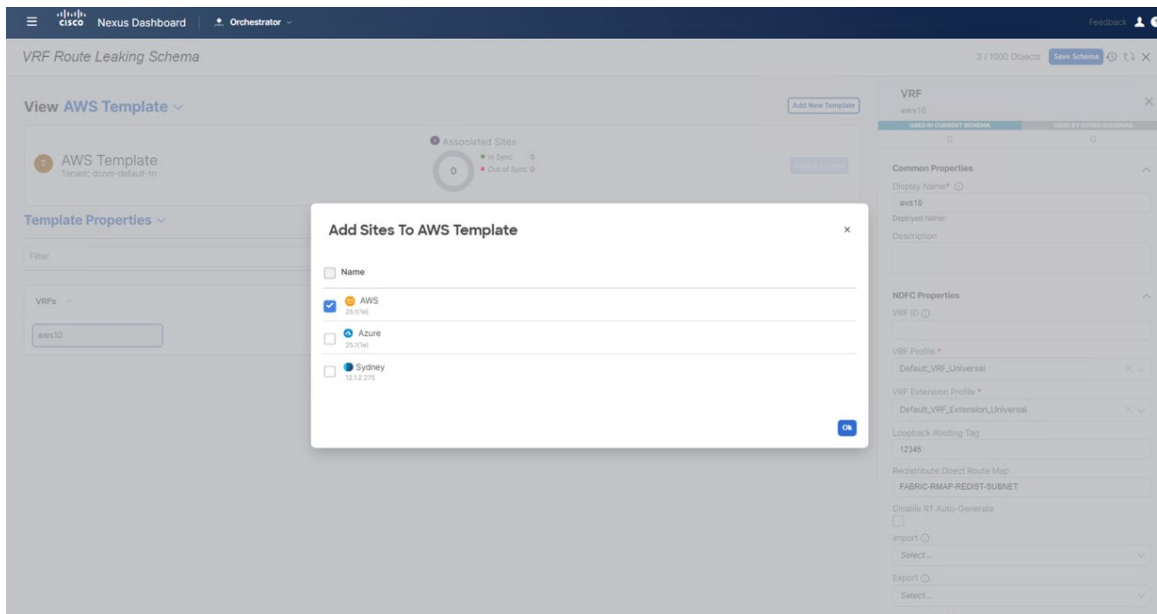 cisco Nexus Dashboard Orchestrator Feedback
VRF Route Leaking Schema 3 / 1000 Objects Save Schema
View AWS Template Add New Template
T AWS Template
Tenant: dcnm-default-tn
Associated Sites
0
In Sync 0
Out of Sync 0
Template Properties
Filter
VRFs
aws10
Add Sites To AWS Template
Name
AWS
25.1(1e)
Azure
25.1(1e)
Sydney
12.1.2.275
Ok
VRF
aws10
USED IN CURRENT SCHEMA USED BY OTHER SCHEMAS
0 0
Common Properties
Display Name*
aws10
Deployed Name:
Description
NDFC Properties
VRF ID
VRF Profile *
Default_VRF_Universal
VRF Extension Profile *
Default_VRF_Extension_Universal
Loopback Routing Tag
12345
Redistribute Direct Route Map
FABRIC-RMAP-REDIST-SUBNET
Disable RT Auto-Generate
Import
Select...
Export
Select...